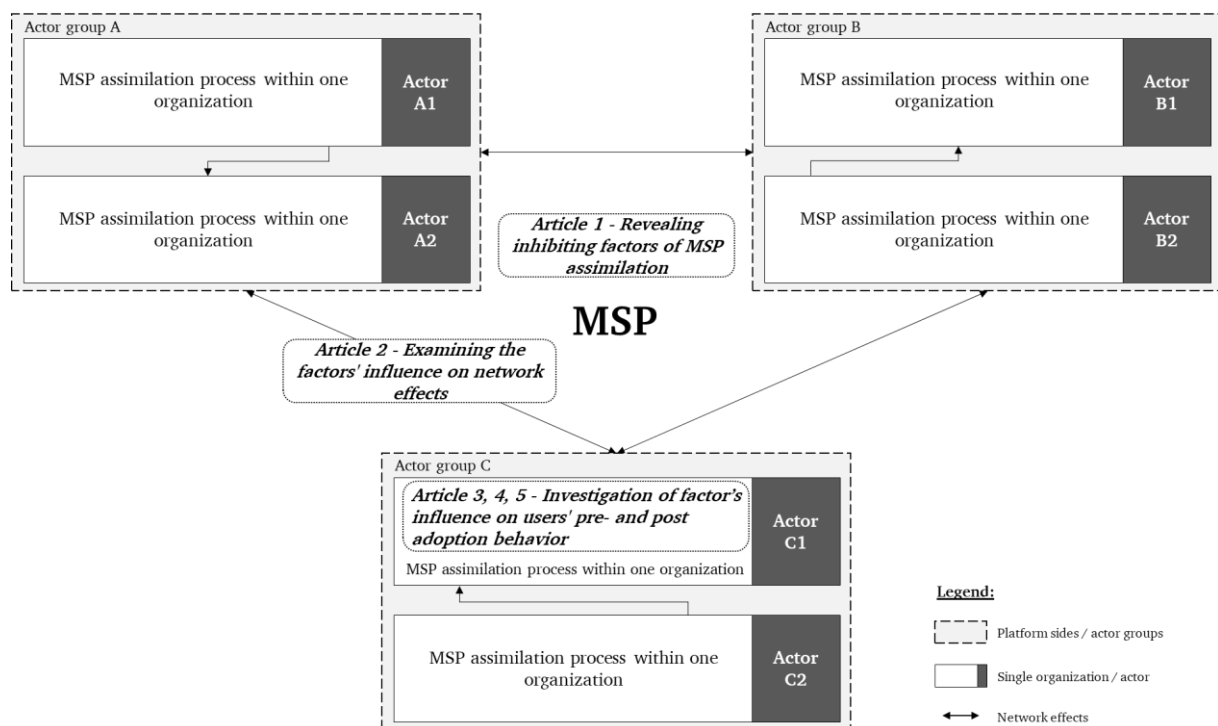 Actor group A
MSP assimilation process within one
organization
Actor
A1
MSP assimilation process within one
organization
Actor
A2
Actor group B
MSP assimilation process within one
organization
Actor
B1
MSP assimilation process within one
organization
Actor
B2
Article 1 - Revealing
inhibiting factors of MSP
assimilation
MSP
Article 2 - Examining the
factors' influence on network
effects
Actor group C
Article 3, 4, 5 - Investigation of factor’s
influence on users' pre- and post
adoption behavior
MSP assimilation process within one organization
Actor
C1
MSP assimilation process within one
organization
Actor
C2
Legend:
Platform sides / actor groups
Single organization / actor
Network effects